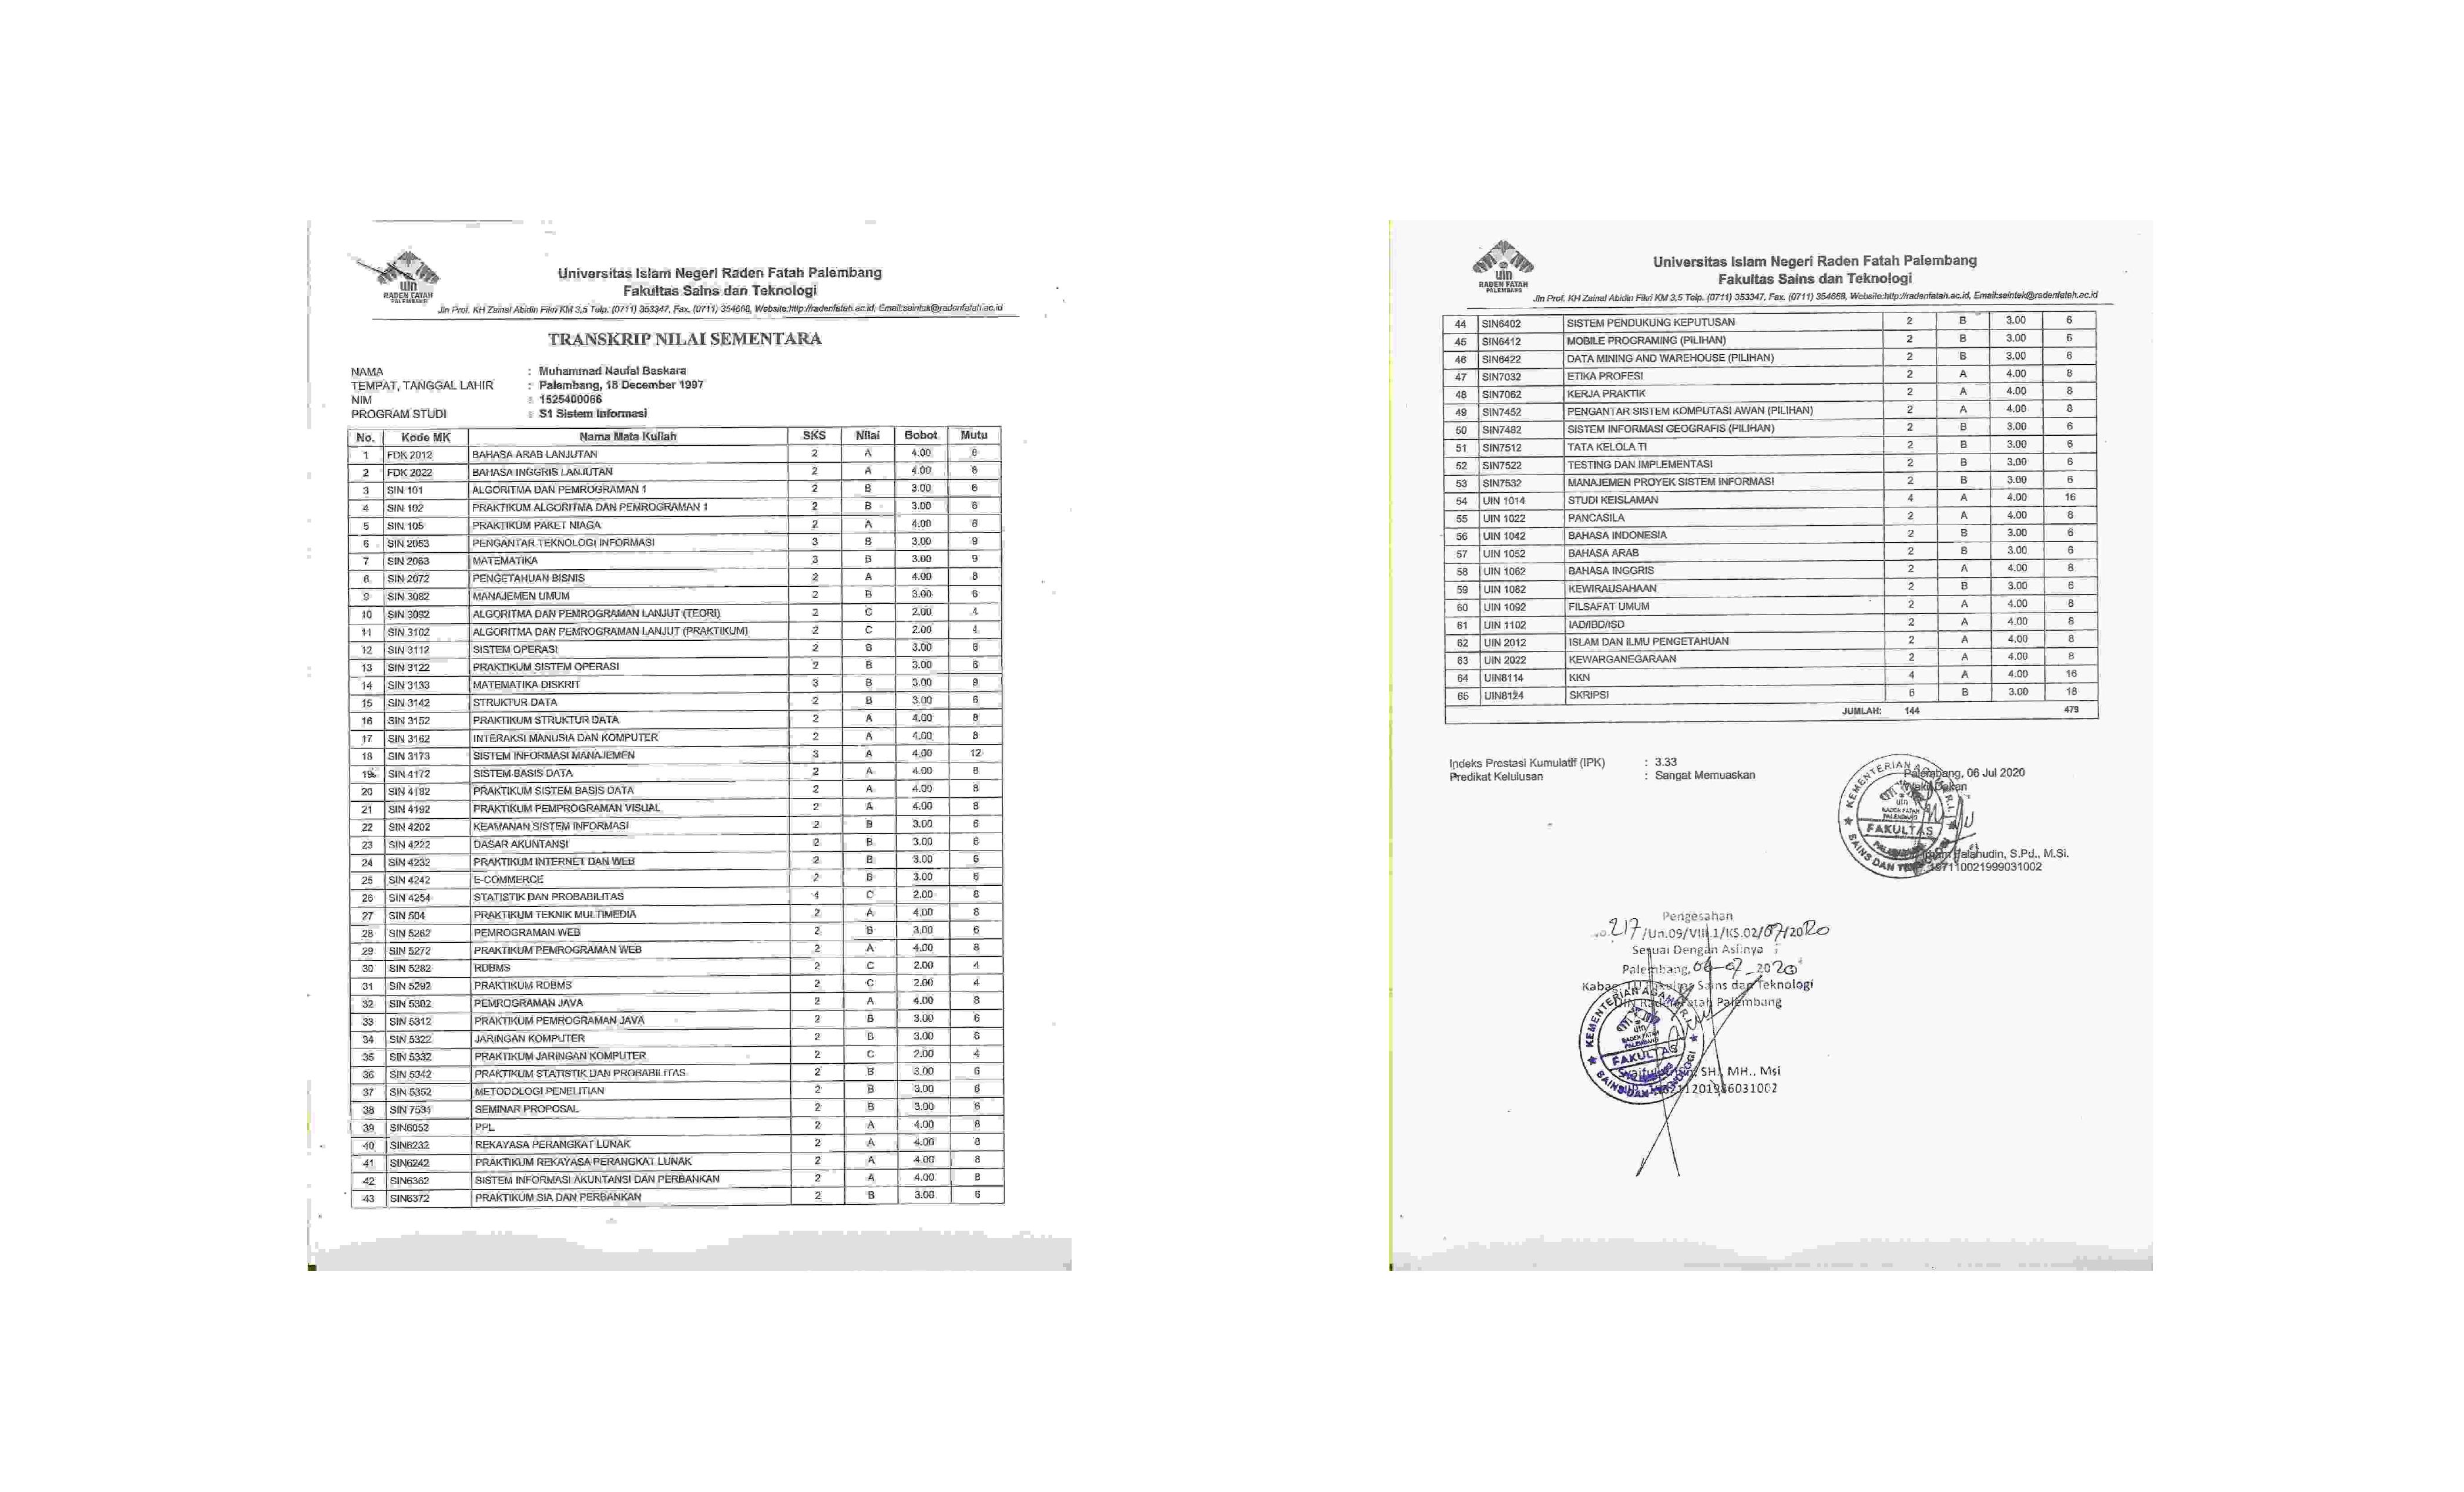 uin
RADEN FATAH
PALEMBANG
Universitas Islam Negeri Raden Fatah Palembang
Fakultas Sains dan Teknologi
Jln Prof. KH Zainal Abidin Fikri KM 3,5 Telp. (0711) 353347, Fax. (0711) 354668, Website:http://radenfatah.ac.id, Email:saintek@radenfatah.ac.id
TRANSKRIP NILAI SEMENTARA
NAMA : Muhammad Naufal Baskara
TEMPAT, TANGGAL LAHIR : Palembang, 18 December 1997
NIM : 1525400066
PROGRAM STUDI : S1 Sistem Informasi
No. Kode MK Nama Mata Kuliah SKS Nilai Bobot Mutu
1 FDK 2012 BAHASA ARAB LANJUTAN 2 A 4.00 8
2 FDK 2022 BAHASA INGGRIS LANJUTAN 2 A 4.00 8
3 SIN 101 ALGORITMA DAN PEMROGRAMAN 1 2 B 3.00 6
4 SIN 102 PRAKTIKUM ALGORITMA DAN PEMROGRAMAN 1 2 B 3.00 6
5 SIN 105 PRAKTIKUM PAKET NIAGA 2 A 4.00 8
6 SIN 2053 PENGANTAR TEKNOLOGI INFORMASI 3 B 3.00 9
7 SIN 2063 MATEMATIKA 3 B 3.00 9
8 SIN 2072 PENGETAHUAN BISNIS 2 A 4.00 8
9 SIN 3082 MANAJEMEN UMUM 2 B 3.00 6
10 SIN 3092 ALGORITMA DAN PEMROGRAMAN LANJUT (TEORI) 2 C 2.00 4
11 SIN 3102 ALGORITMA DAN PEMROGRAMAN LANJUT (PRAKTIKUM) 2 C 2.00 4
12 SIN 3112 SISTEM OPERASI 2 B 3.00 6
13 SIN 3122 PRAKTIKUM SISTEM OPERASI 2 B 3.00 6
14 SIN 3133 MATEMATIKA DISKRIT 3 B 3.00 9
15 SIN 3142 STRUKTUR DATA 2 B 3.00 6
16 SIN 3152 PRAKTIKUM STRUKTUR DATA 2 A 4.00 8
17 SIN 3162 INTERAKSI MANUSIA DAN KOMPUTER 2 A 4.00 8
18 SIN 3173 SISTEM INFORMASI MANAJEMEN 3 A 4.00 12
19 SIN 4172 SISTEM BASIS DATA 2 A 4.00 8
20 SIN 4182 PRAKTIKUM SISTEM BASIS DATA 2 A 4.00 8
21 SIN 4192 PRAKTIKUM PEMPROGRAMAN VISUAL 2 A 4.00 8
22 SIN 4202 KEAMANAN SISTEM INFORMASI 2 B 3.00 6
23 SIN 4222 DASAR AKUNTANSI 2 B 3.00 6
24 SIN 4232 PRAKTIKUM INTERNET DAN WEB 2 B 3.00 6
25 SIN 4242 E-COMMERCE 2 B 3.00 6
26 SIN 4254 STATISTIK DAN PROBABILITAS 4 C 2.00 8
27 SIN 504 PRAKTIKUM TEKNIK MULTIMEDIA 2 A 4.00 8
28 SIN 5262 PEMROGRAMAN WEB 2 B 3.00 6
29 SIN 5272 PRAKTIKUM PEMROGRAMAN WEB 2 A 4.00 8
30 SIN 5282 RDBMS 2 C 2.00 4
31 SIN 5292 PRAKTIKUM RDBMS 2 C 2.00 4
32 SIN 5302 PEMROGRAMAN JAVA 2 A 4.00 8
33 SIN 5312 PRAKTIKUM PEMROGRAMAN JAVA 2 B 3.00 6
34 SIN 5322 JARINGAN KOMPUTER 2 B 3.00 6
35 SIN 5332 PRAKTIKUM JARINGAN KOMPUTER 2 C 2.00 4
36 SIN 5342 PRAKTIKUM STATISTIK DAN PROBABILITAS 2 B 3.00 6
37 SIN 5352 METODOLOGI PENELITIAN 2 B 3.00 6
38 SIN 7534 SEMINAR PROPOSAL 2 B 3.00 6
39 SIN6052 PPL 2 A 4.00 8
40 SIN6232 REKAYASA PERANGKAT LUNAK 2 A 4.00 8
41 SIN6242 PRAKTIKUM REKAYASA PERANGKAT LUNAK 2 A 4.00 8
42 SIN6362 SISTEM INFORMASI AKUNTANSI DAN PERBANKAN 2 A 4.00 8
43 SIN6372 PRAKTIKUM SIA DAN PERBANKAN 2 B 3.00 6
uin
RADEN FATAH
PALEMBANG
Universitas Islam Negeri Raden Fatah Palembang
Fakultas Sains dan Teknologi
Jln Prof. KH Zainal Abidin Fikri KM 3,5 Telp. (0711) 353347, Fax. (0711) 354668, Website:http://radenfatah.ac.id, Email:saintek@radenfatah.ac.id
44 SIN6402 SISTEM PENDUKUNG KEPUTUSAN 2 B 3.00 6
45 SIN6412 MOBILE PROGRAMING (PILIHAN) 2 B 3.00 6
46 SIN6422 DATA MINING AND WAREHOUSE (PILIHAN) 2 B 3.00 6
47 SIN7032 ETIKA PROFESI 2 A 4.00 8
48 SIN7062 KERJA PRAKTIK 2 A 4.00 8
49 SIN7452 PENGANTAR SISTEM KOMPUTASI AWAN (PILIHAN) 2 A 4.00 8
50 SIN7482 SISTEM INFORMASI GEOGRAFIS (PILIHAN) 2 B 3.00 6
51 SIN7512 TATA KELOLA TI 2 B 3.00 6
52 SIN7522 TESTING DAN IMPLEMENTASI 2 B 3.00 6
53 SIN7532 MANAJEMEN PROYEK SISTEM INFORMASI 2 B 3.00 6
54 UIN 1014 STUDI KEISLAMAN 4 A 4.00 16
55 UIN 1022 PANCASILA 2 A 4.00 8
56 UIN 1042 BAHASA INDONESIA 2 B 3.00 6
57 UIN 1052 BAHASA ARAB 2 B 3.00 6
58 UIN 1062 BAHASA INGGRIS 2 A 4.00 8
59 UIN 1082 KEWIRAUSAHAAN 2 B 3.00 6
60 UIN 1092 FILSAFAT UMUM 2 A 4.00 8
61 UIN 1102 IAD/IBD/ISD 2 A 4.00 8
62 UIN 2012 ISLAM DAN ILMU PENGETAHUAN 2 A 4.00 8
63 UIN 2022 KEWARGANEGARAAN 2 A 4.00 8
64 UIN8114 KKN 4 A 4.00 16
65 UIN8124 SKRIPSI 6 B 3.00 18
JUMLAH: 144 479
Indeks Prestasi Kumulatif (IPK) : 3.33
Predikat Kelulusan : Sangat Memuaskan
Palembang, 06 Jul 2020
Wakil Dekan
KEMENTERIAN AGAMA R.I.
uin
RADEN FATAH
PALEMBANG
FAKULTAS
SAINS DAN TEKNOLOGI
Falahudin, S.Pd., M.Si.
197110021999031002
Pengesahan
No. 217/Un.09/VIII.1/KS.02/07/2020
Sesuai Dengan Aslinya
Palembang, 06-07-2020
Kabag. TU Fakultas Sains dan Teknologi
UIN Raden Fatah Palembang
KEMENTERIAN AGAMA R.I.
uin
RADEN FATAH
PALEMBANG
FAKULTAS
SAINS DAN TEKNOLOGI
SH., MH., Msi